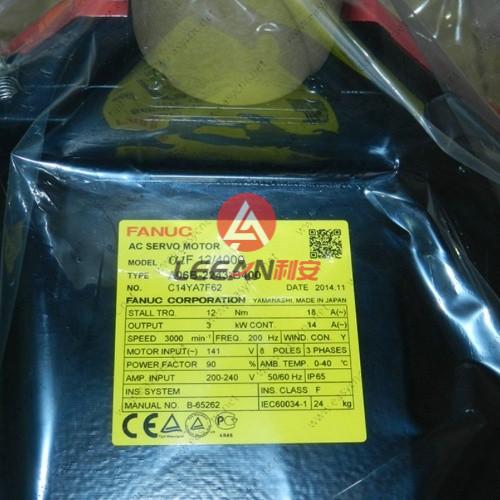 FANUC
AC SERVO MOTOR
MODEL αiF 12/4000
TYPE
NO. C14YA7F62 DATE 2014.11
FANUC CORPORATION YAMANASHI, MADE IN JAPAN
STALL TRQ. 12 Nm 18 A(~)
OUTPUT 3 kW CONT. 14 A(~)
SPEED 3000 min⁻¹ FREQ. 200 Hz WIND. CON. Y
MOTOR INPUT(~) 141 V 8 POLES 3 PHASES
POWER FACTOR 90 % AMB. TEMP. 0-40 °C
AMP. INPUT 200-240 V 50/60 Hz IP65
INS. SYSTEM INS. CLASS F
MANUAL NO. B-65262 IEC60034-1 24 kg
CE
LEEAN利安